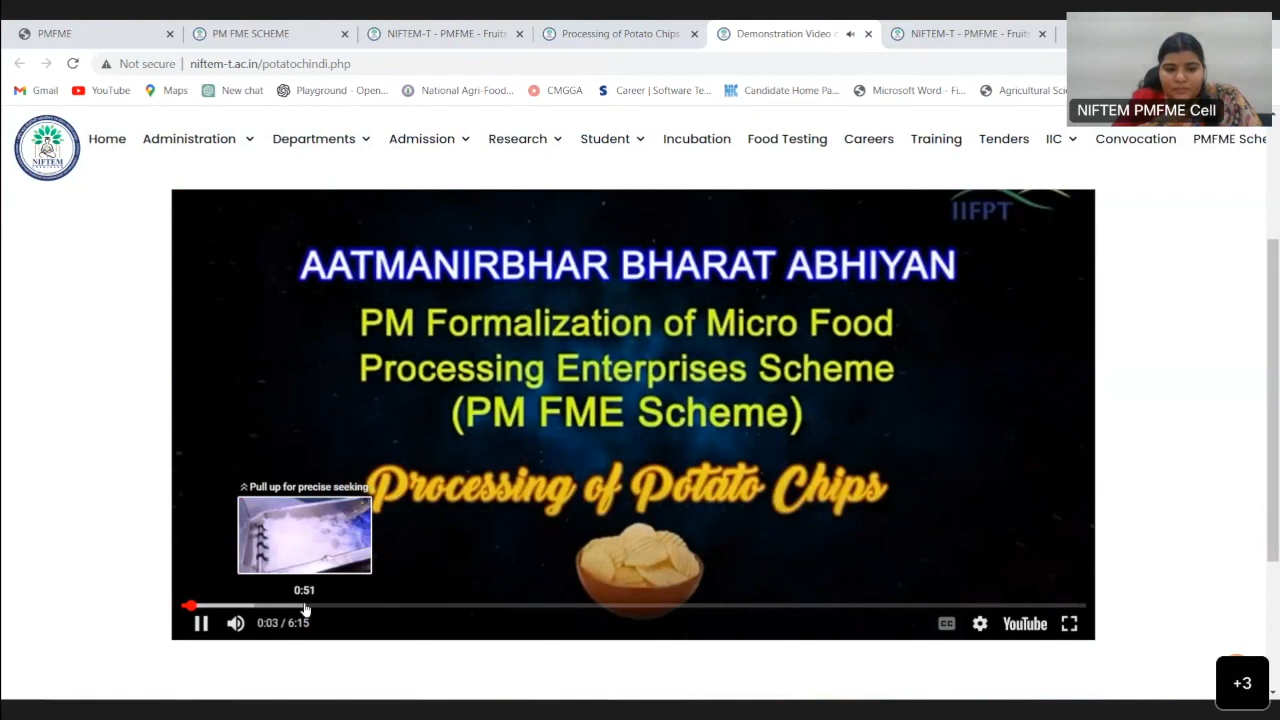 PMFME
PM FME SCHEME
NIFTEM-T - PMFME - Fruits
Processing of Potato Chips
Demonstration Video
NIFTEM-T - PMFME - Fruits
Not secure
niftem-t.ac.in/potatochindi.php
Gmail
YouTube
Maps
New chat
Playground - Open...
National Agri-Food...
CMGGA
Career | Software Te...
Candidate Home Pa...
Microsoft Word - Fi...
Agricultural
NIFTEM PMFME Cell
NIFTEM
Home
Administration
Departments
Admission
Research
Student
Incubation
Food Testing
Careers
Training
Tenders
IIC
Convocation
PMFME Sche
IIFPT
AATMANIRBHAR BHARAT ABHIYAN
PM Formalization of Micro Food
Processing Enterprises Scheme
(PM FME Scheme)
Processing of Potato Chips
Pull up for precise seeking
0:51
0:03 / 6:15
CC
YouTube
+3